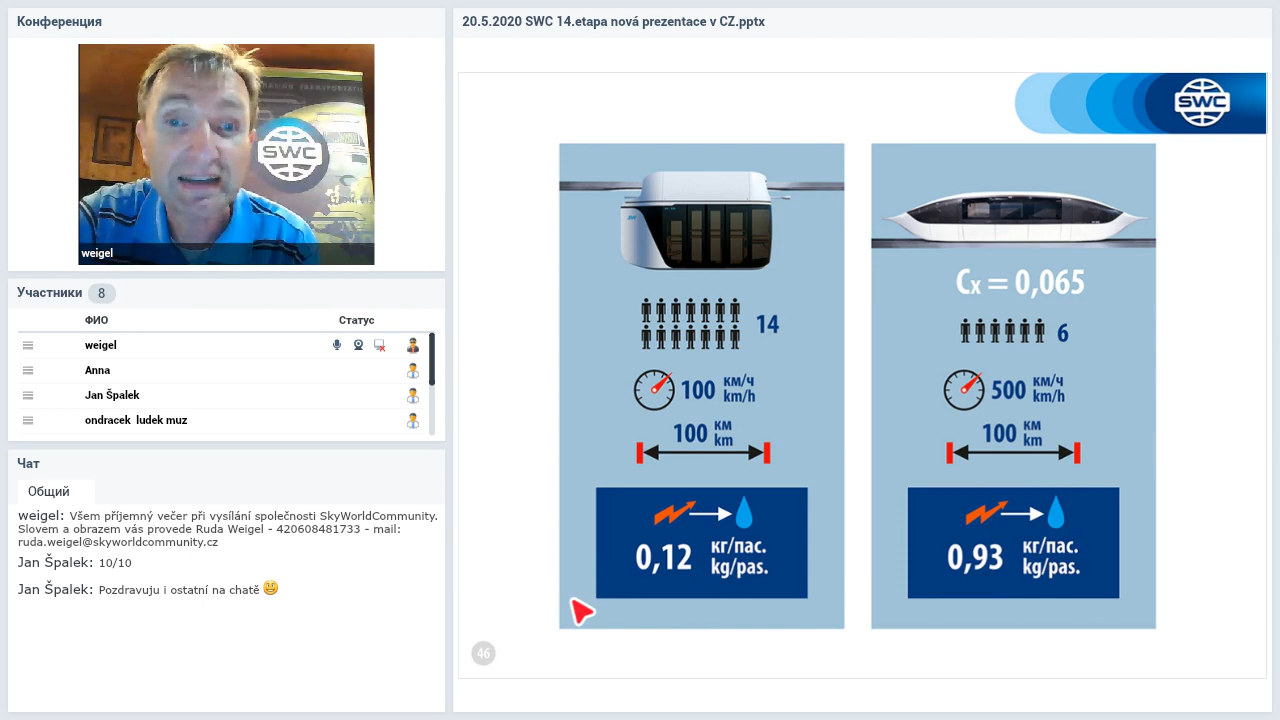 Конференция
SWC
weigel
Участники 8
ФИО Статус
weigel
Anna
Jan Špalek
ondracek ludek muz
Чат
Общий
weigel: Všem příjemný večer při vysílání společnosti SkyWorldCommunity.
Slovem a obrazem vás provede Ruda Weigel - 420608481733 - mail:
ruda.weigel@skyworldcommunity.cz
Jan Špalek: 10/10
Jan Špalek: Pozdravuju i ostatní na chatě
20.5.2020 SWC 14.etapa nová prezentace v CZ.pptx
SWC
14
100 км/ч km/h
100 км km
0,12 кг/пас. kg/pas.
Cx = 0,065
6
500 км/ч km/h
100 км km
0,93 кг/пас. kg/pas.
46